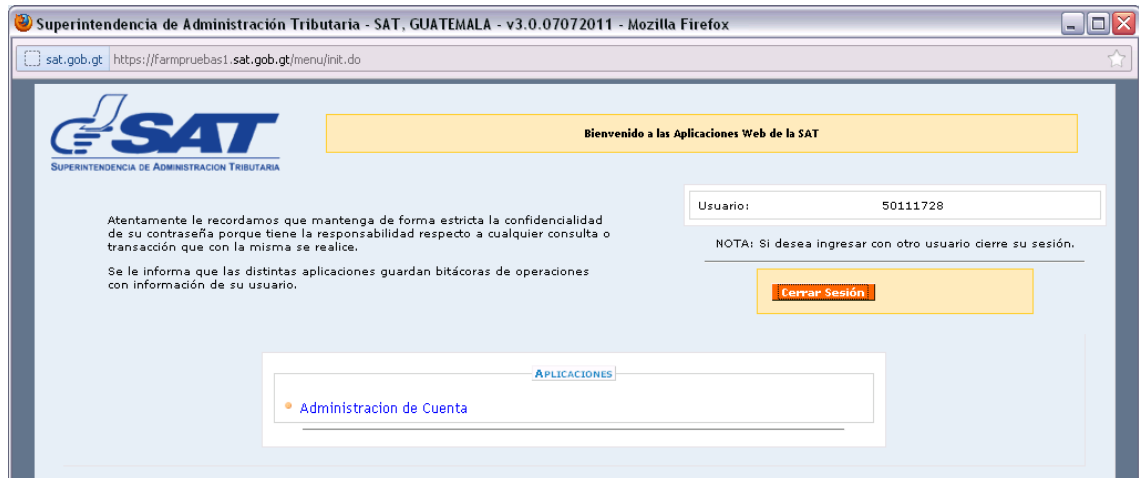 Superintendencia de Administración Tributaria - SAT, GUATEMALA - v3.0.07072011 - Mozilla Firefox
sat.gob.gt https://farmpruebas1.sat.gob.gt/menu/init.do
SAT
SUPERINTENDENCIA DE ADMINISTRACION TRIBUTARIA
Bienvenido a las Aplicaciones Web de la SAT
Atentamente le recordamos que mantenga de forma estricta la confidencialidad
de su contraseña porque tiene la responsabilidad respecto a cualquier consulta o
transacción que con la misma se realice.
Se le informa que las distintas aplicaciones guardan bitácoras de operaciones
con información de su usuario.
Usuario: 50111728
NOTA: Si desea ingresar con otro usuario cierre su sesión.
Cerrar Sesión
APLICACIONES
Administracion de Cuenta